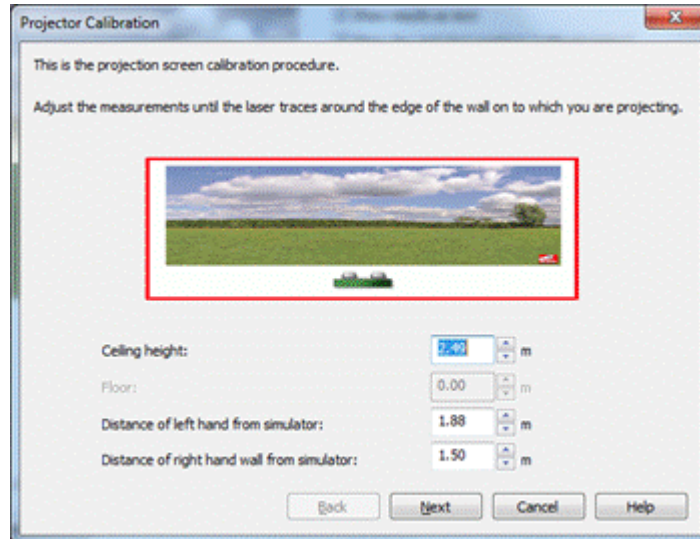 Projector Calibration
This is the projection screen calibration procedure.
Adjust the measurements until the laser traces around the edge of the wall on to which you are projecting.
Ceiling height: 2.49 m
Floor: 0.00 m
Distance of left hand from simulator: 1.88 m
Distance of right hand wall from simulator: 1.50 m
Back Next Cancel Help